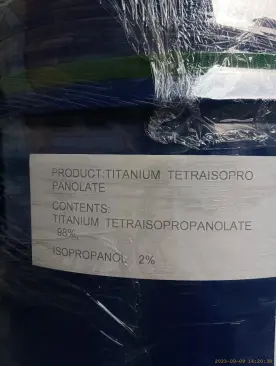 PRODUCT:TITANIUM TETRAISOPRO
PANOLATE
CONTENTS:
TITANIUM TETRAISOPROPANOLATE
98%
ISOPROPANOL 2%